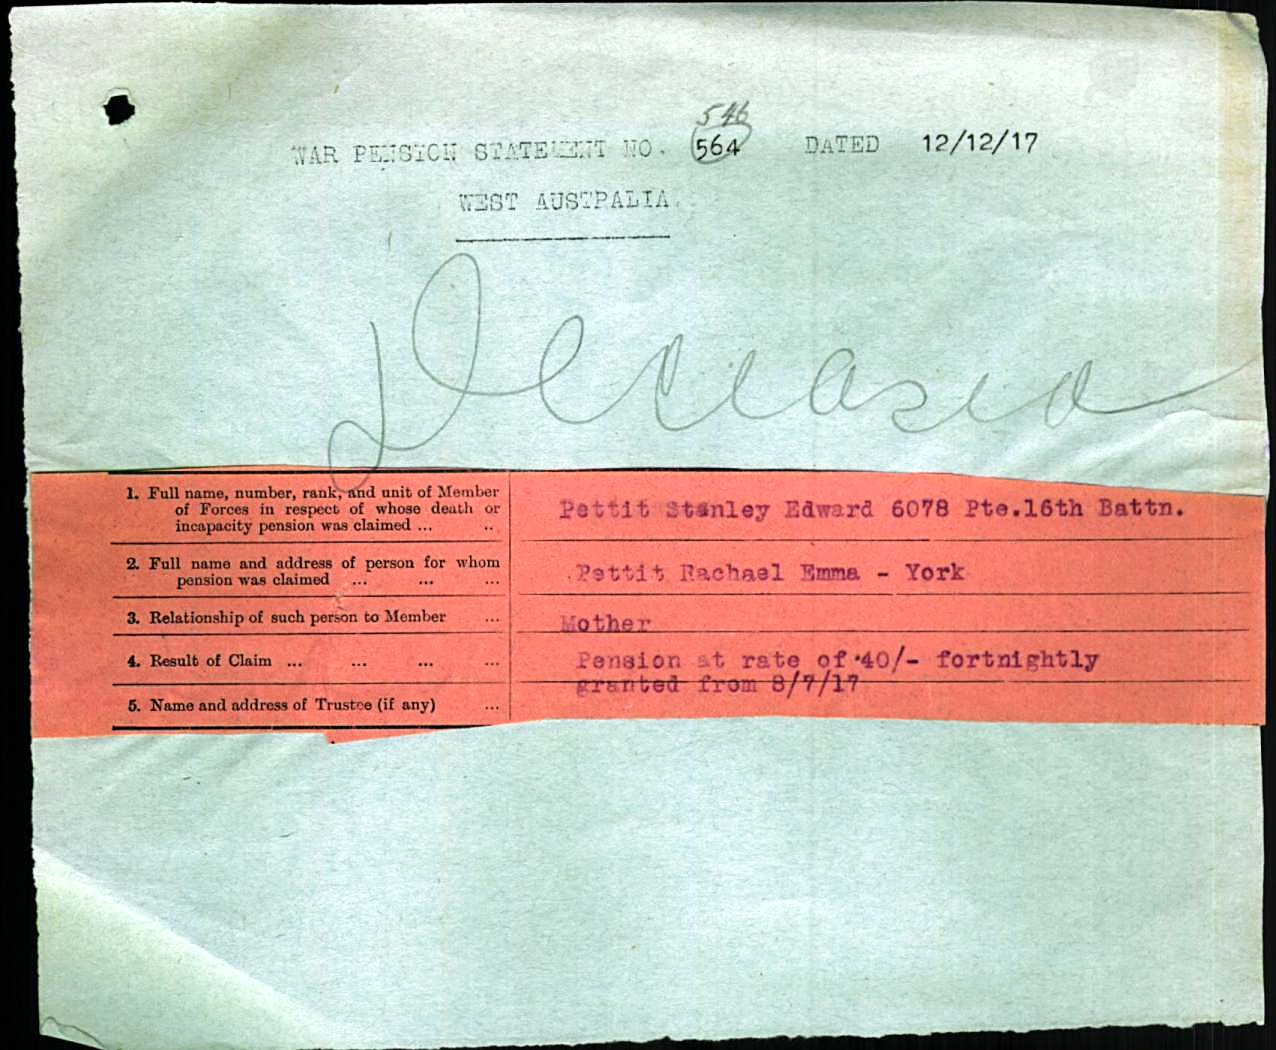 546
WAR PENSION STATEMENT NO. 564 DATED 12/12/17
WEST AUSTRALIA.
Deceased
1. Full name, number, rank, and unit of Member of Forces in respect of whose death or incapacity pension was claimed ... .. Pettit Stanley Edward 6078 Pte.16th Battn.
2. Full name and address of person for whom pension was claimed ... ... ... Pettit Rachael Emma - York
3. Relationship of such person to Member ... Mother
4. Result of Claim ... ... ... ... Pension at rate of 40/- fortnightly
granted from 8/7/17
5. Name and address of Trustee (if any) ...